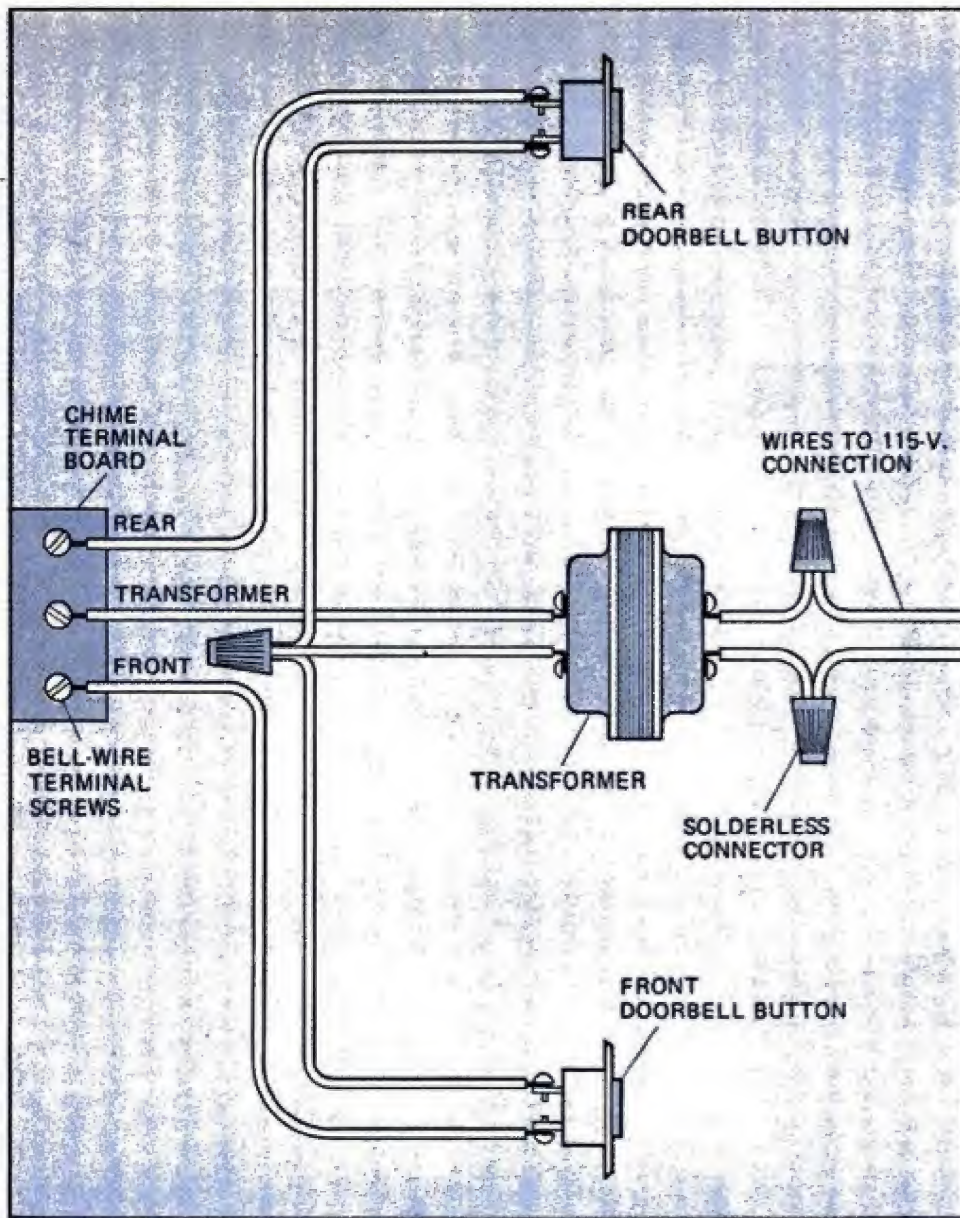 REAR
DOORBELL BUTTON
CHIME
TERMINAL
BOARD
WIRES TO 115-V.
CONNECTION
REAR
TRANSFORMER
FRONT
BELL-WIRE
TERMINAL
SCREWS
TRANSFORMER
SOLDERLESS
CONNECTOR
FRONT
DOORBELL BUTTON